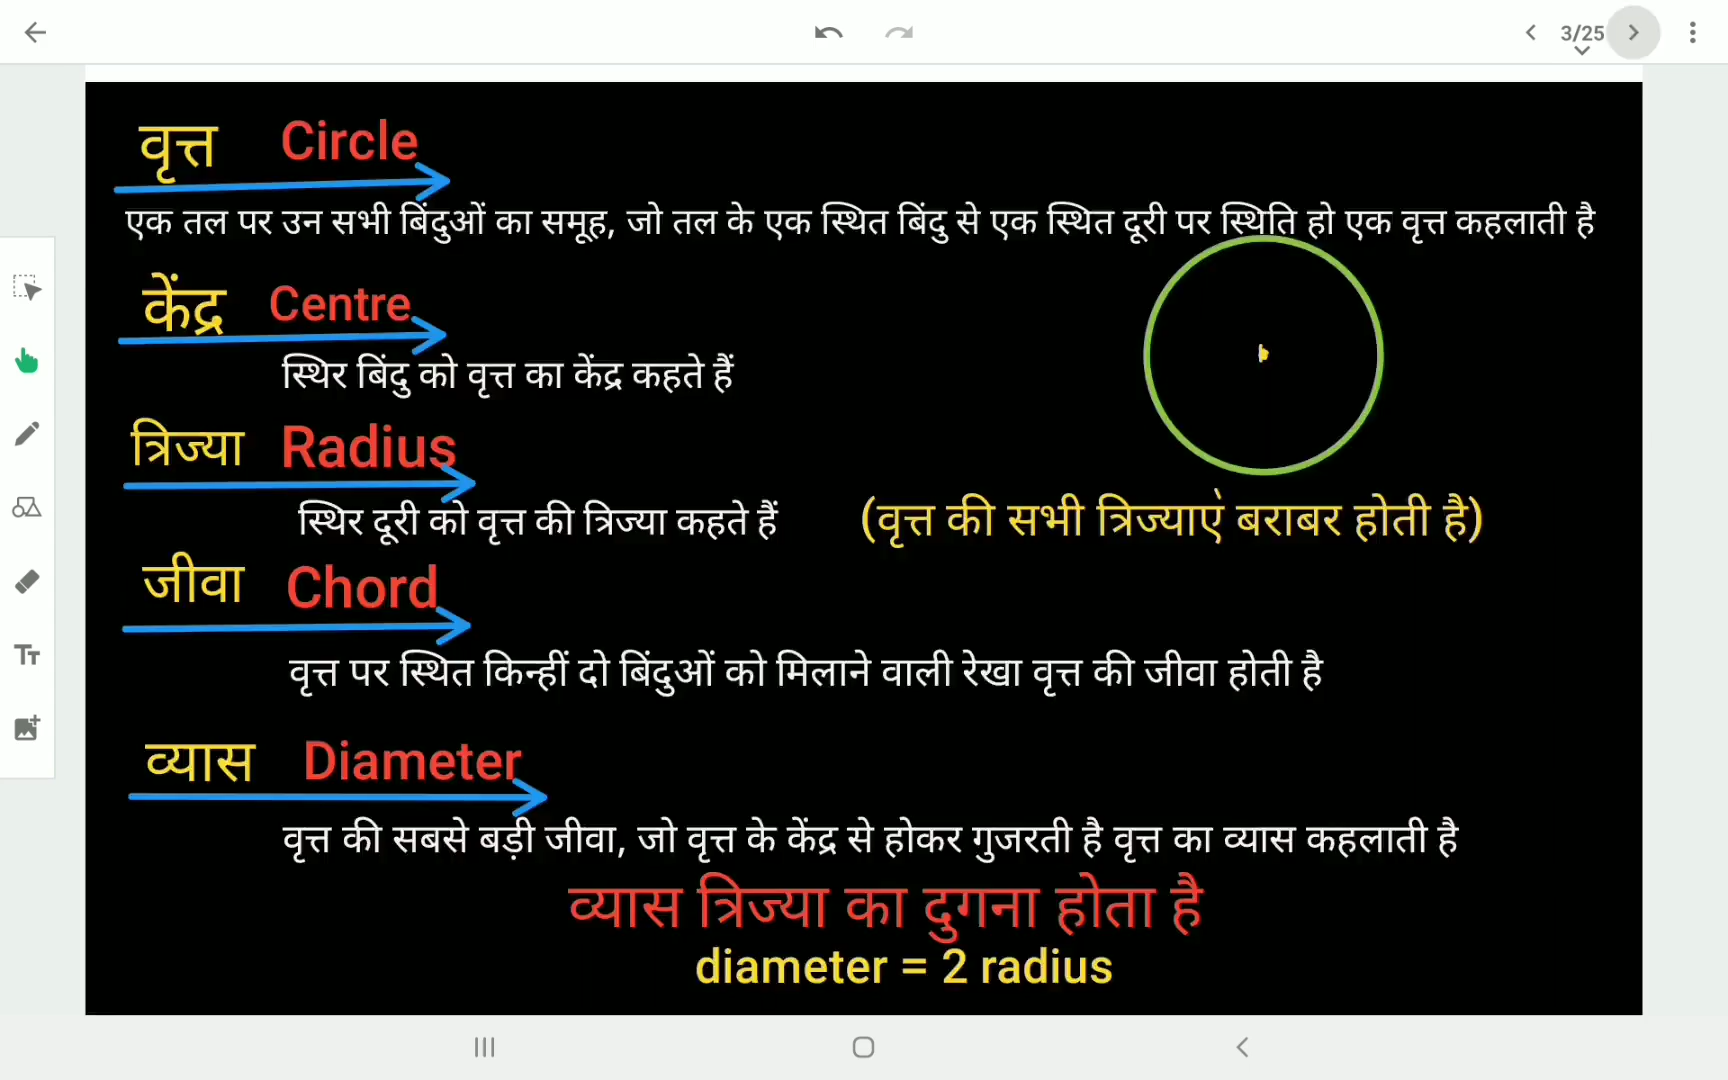 3/25
वृत्त Circle
एक तल पर उन सभी बिंदुओं का समूह, जो तल के एक स्थित बिंदु से एक स्थित दूरी पर स्थिति हो एक वृत्त कहलाती है
केंद्र Centre
स्थिर बिंदु को वृत्त का केंद्र कहते हैं
त्रिज्या Radius
स्थिर दूरी को वृत्त की त्रिज्या कहते हैं (वृत्त की सभी त्रिज्याएं बराबर होती है)
जीवा Chord
वृत्त पर स्थित किन्हीं दो बिंदुओं को मिलाने वाली रेखा वृत्त की जीवा होती है
व्यास Diameter
वृत्त की सबसे बड़ी जीवा, जो वृत्त के केंद्र से होकर गुजरती है वृत्त का व्यास कहलाती है
व्यास त्रिज्या का दुगना होता है
diameter = 2 radius